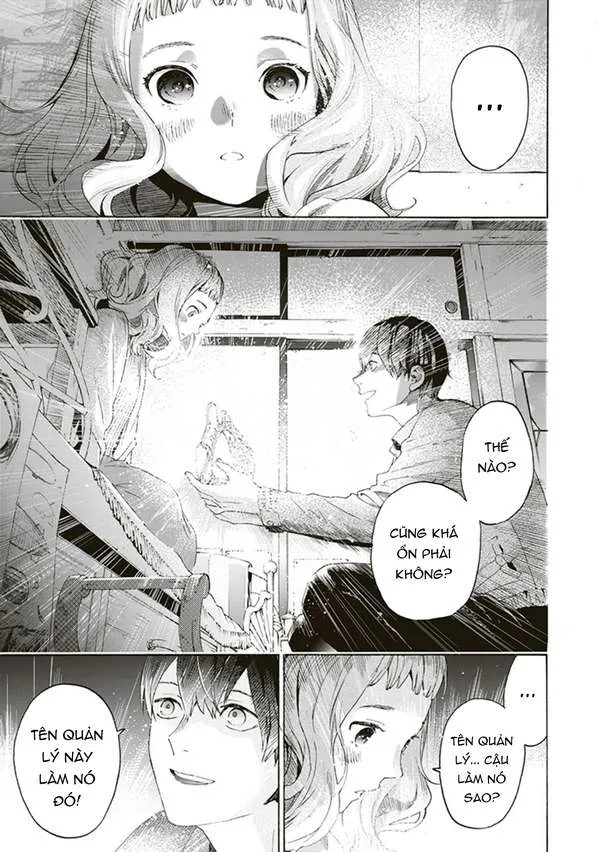 ...
THẾ
NÀO?
CŨNG KHÁ
ỔN PHẢI
KHÔNG?
...
TÊN QUẢN
LÝ... CẬU
LÀM NÓ
SAO?
TÊN QUẢN
LÝ NÀY
LÀM NÓ
ĐÓ!